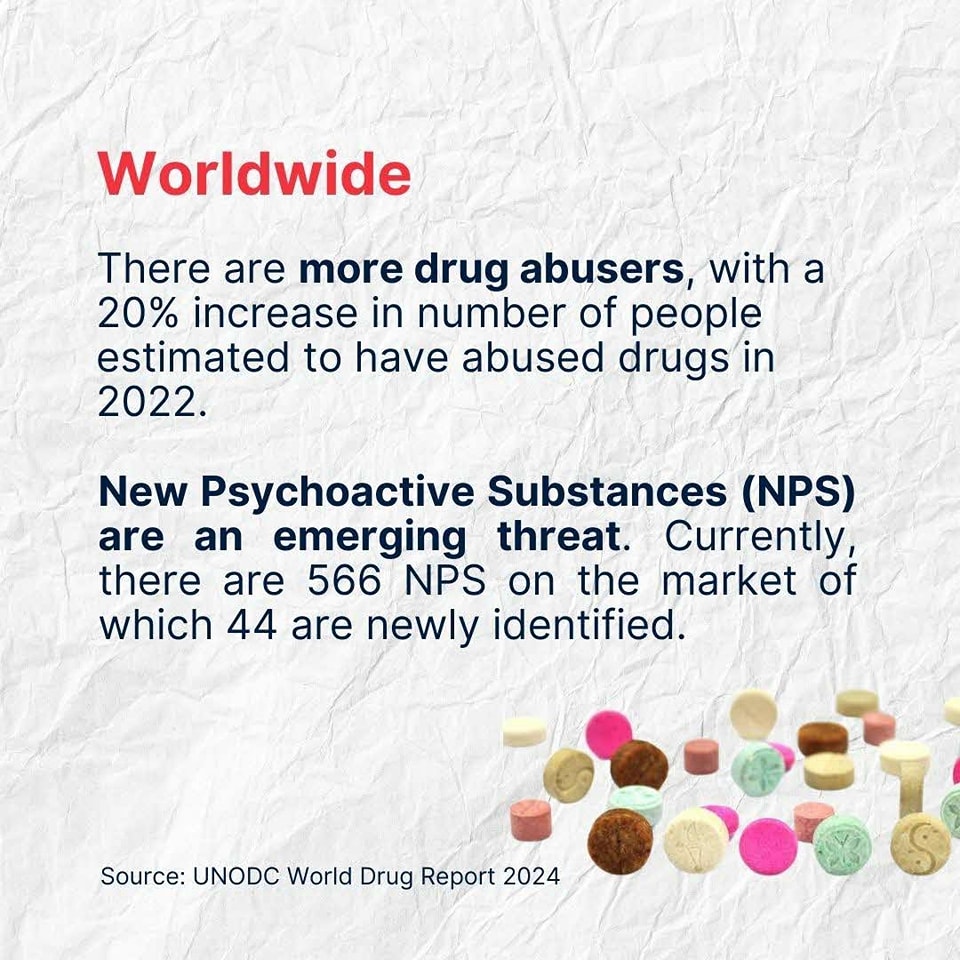 Worldwide
There are more drug abusers, with a
20% increase in number of people
estimated to have abused drugs in
2022.
New Psychoactive Substances (NPS)
are an emerging threat. Currently,
there are 566 NPS on the market of
which 44 are newly identified.
Source: UNODC World Drug Report 2024